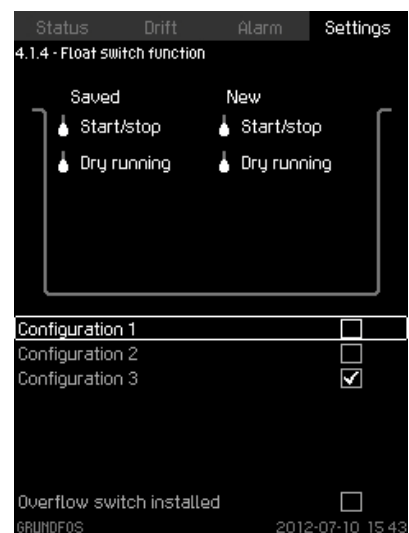 Status Drift Alarm Settings
4.1.4 - Float switch function
Saved New
Start/stop Start/stop
Dry running Dry running
Configuration 1
Configuration 2
Configuration 3
Overflow switch installed
GRUNDFOS 2012-07-10 15:43